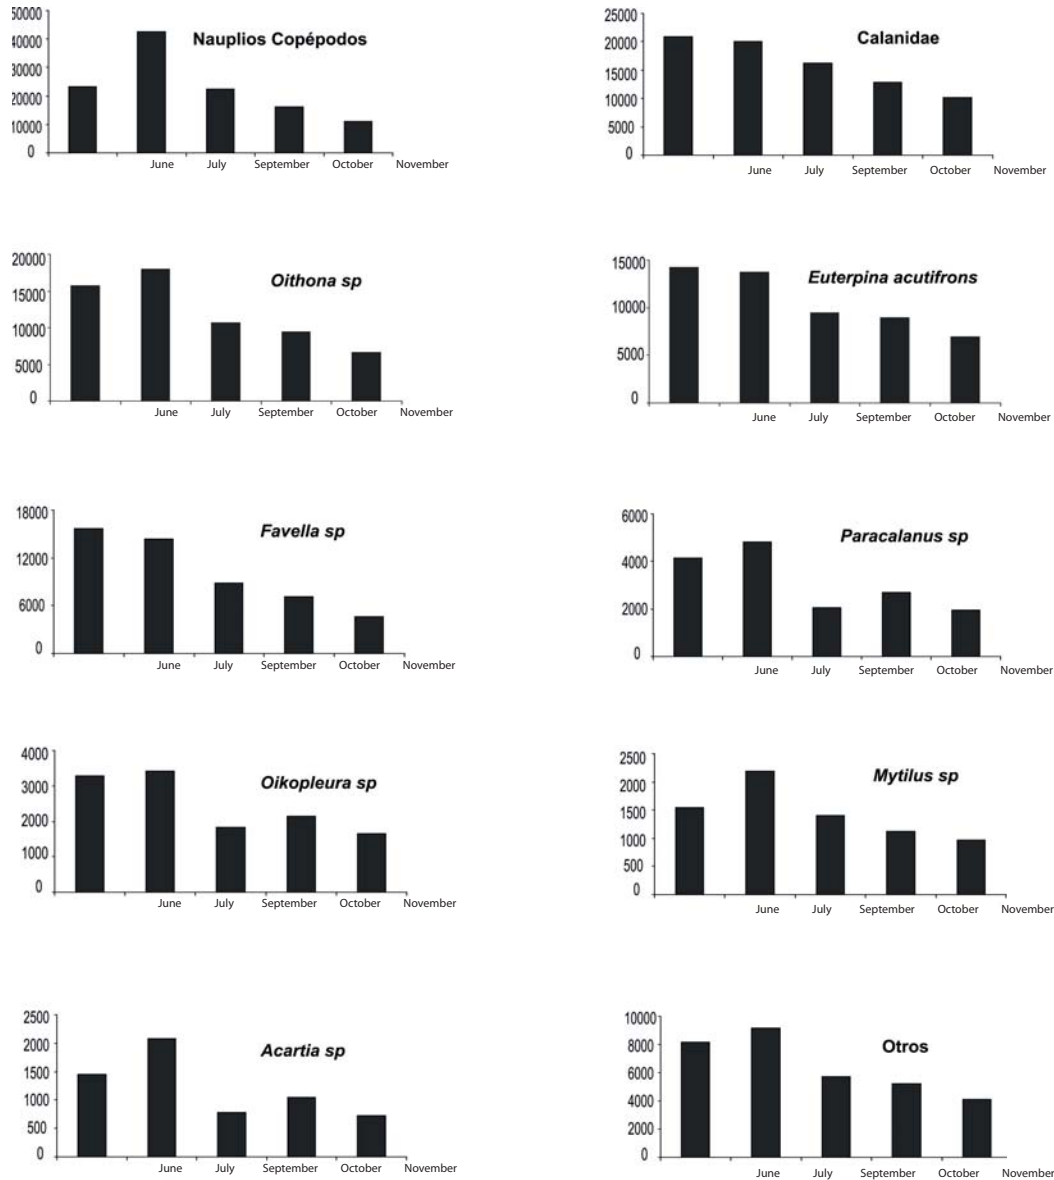 50000
40000
30000
20000
10000
0
Nauplios Copépodos
June July September October November
25000
20000
15000
10000
5000
0
Calanidae
June July September October November
20000
15000
10000
5000
0
Oithona sp
June July September October November
15000
10000
5000
0
Euterpina acutifrons
June July September October November
18000
12000
6000
0
Favella sp
June July September October November
6000
4000
2000
0
Paracalanus sp
June July September October November
4000
3000
2000
1000
0
Oikopleura sp
June July September October November
2500
2000
1500
1000
500
0
Mytilus sp
June July September October November
2500
2000
1500
1000
500
0
Acartia sp
June July September October November
10000
8000
6000
4000
2000
0
Otros
June July September October November